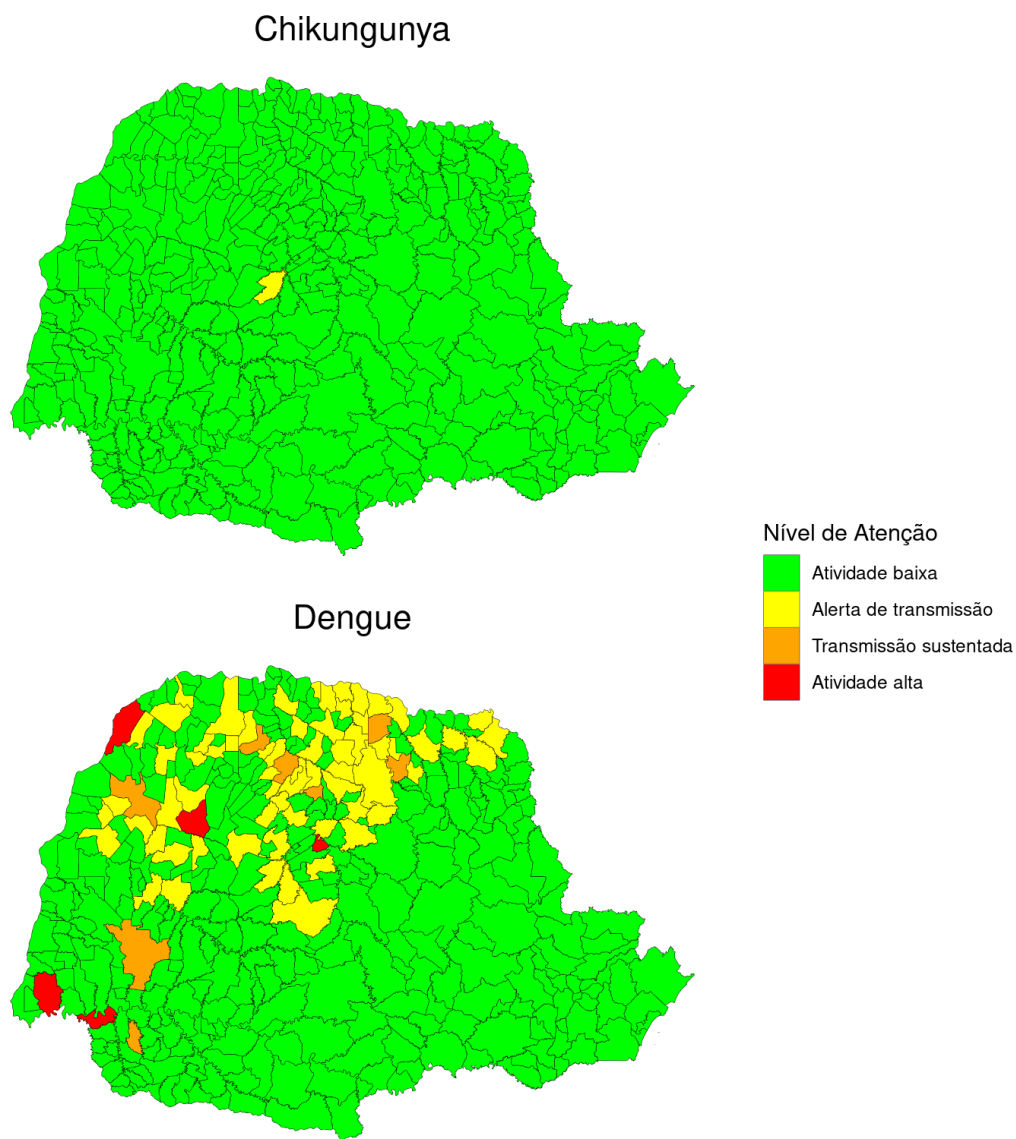 Chikungunya
Nível de Atenção
Atividade baixa
Alerta de transmissão
Transmissão sustentada
Atividade alta
Dengue